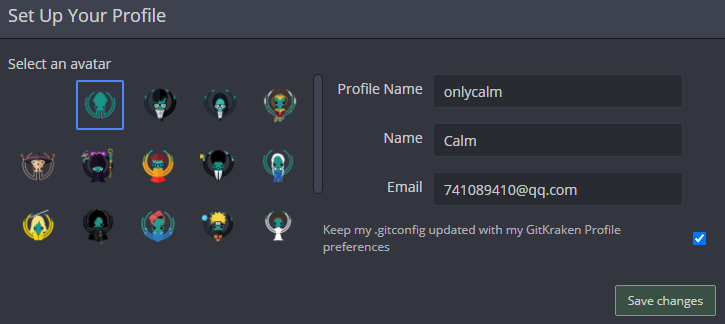 Set Up Your Profile
Select an avatar
Profile Name
onlycalm
Name
Calm
Email
741089410@qq.com
Keep my .gitconfig updated with my GitKraken Profile
preferences
Save changes